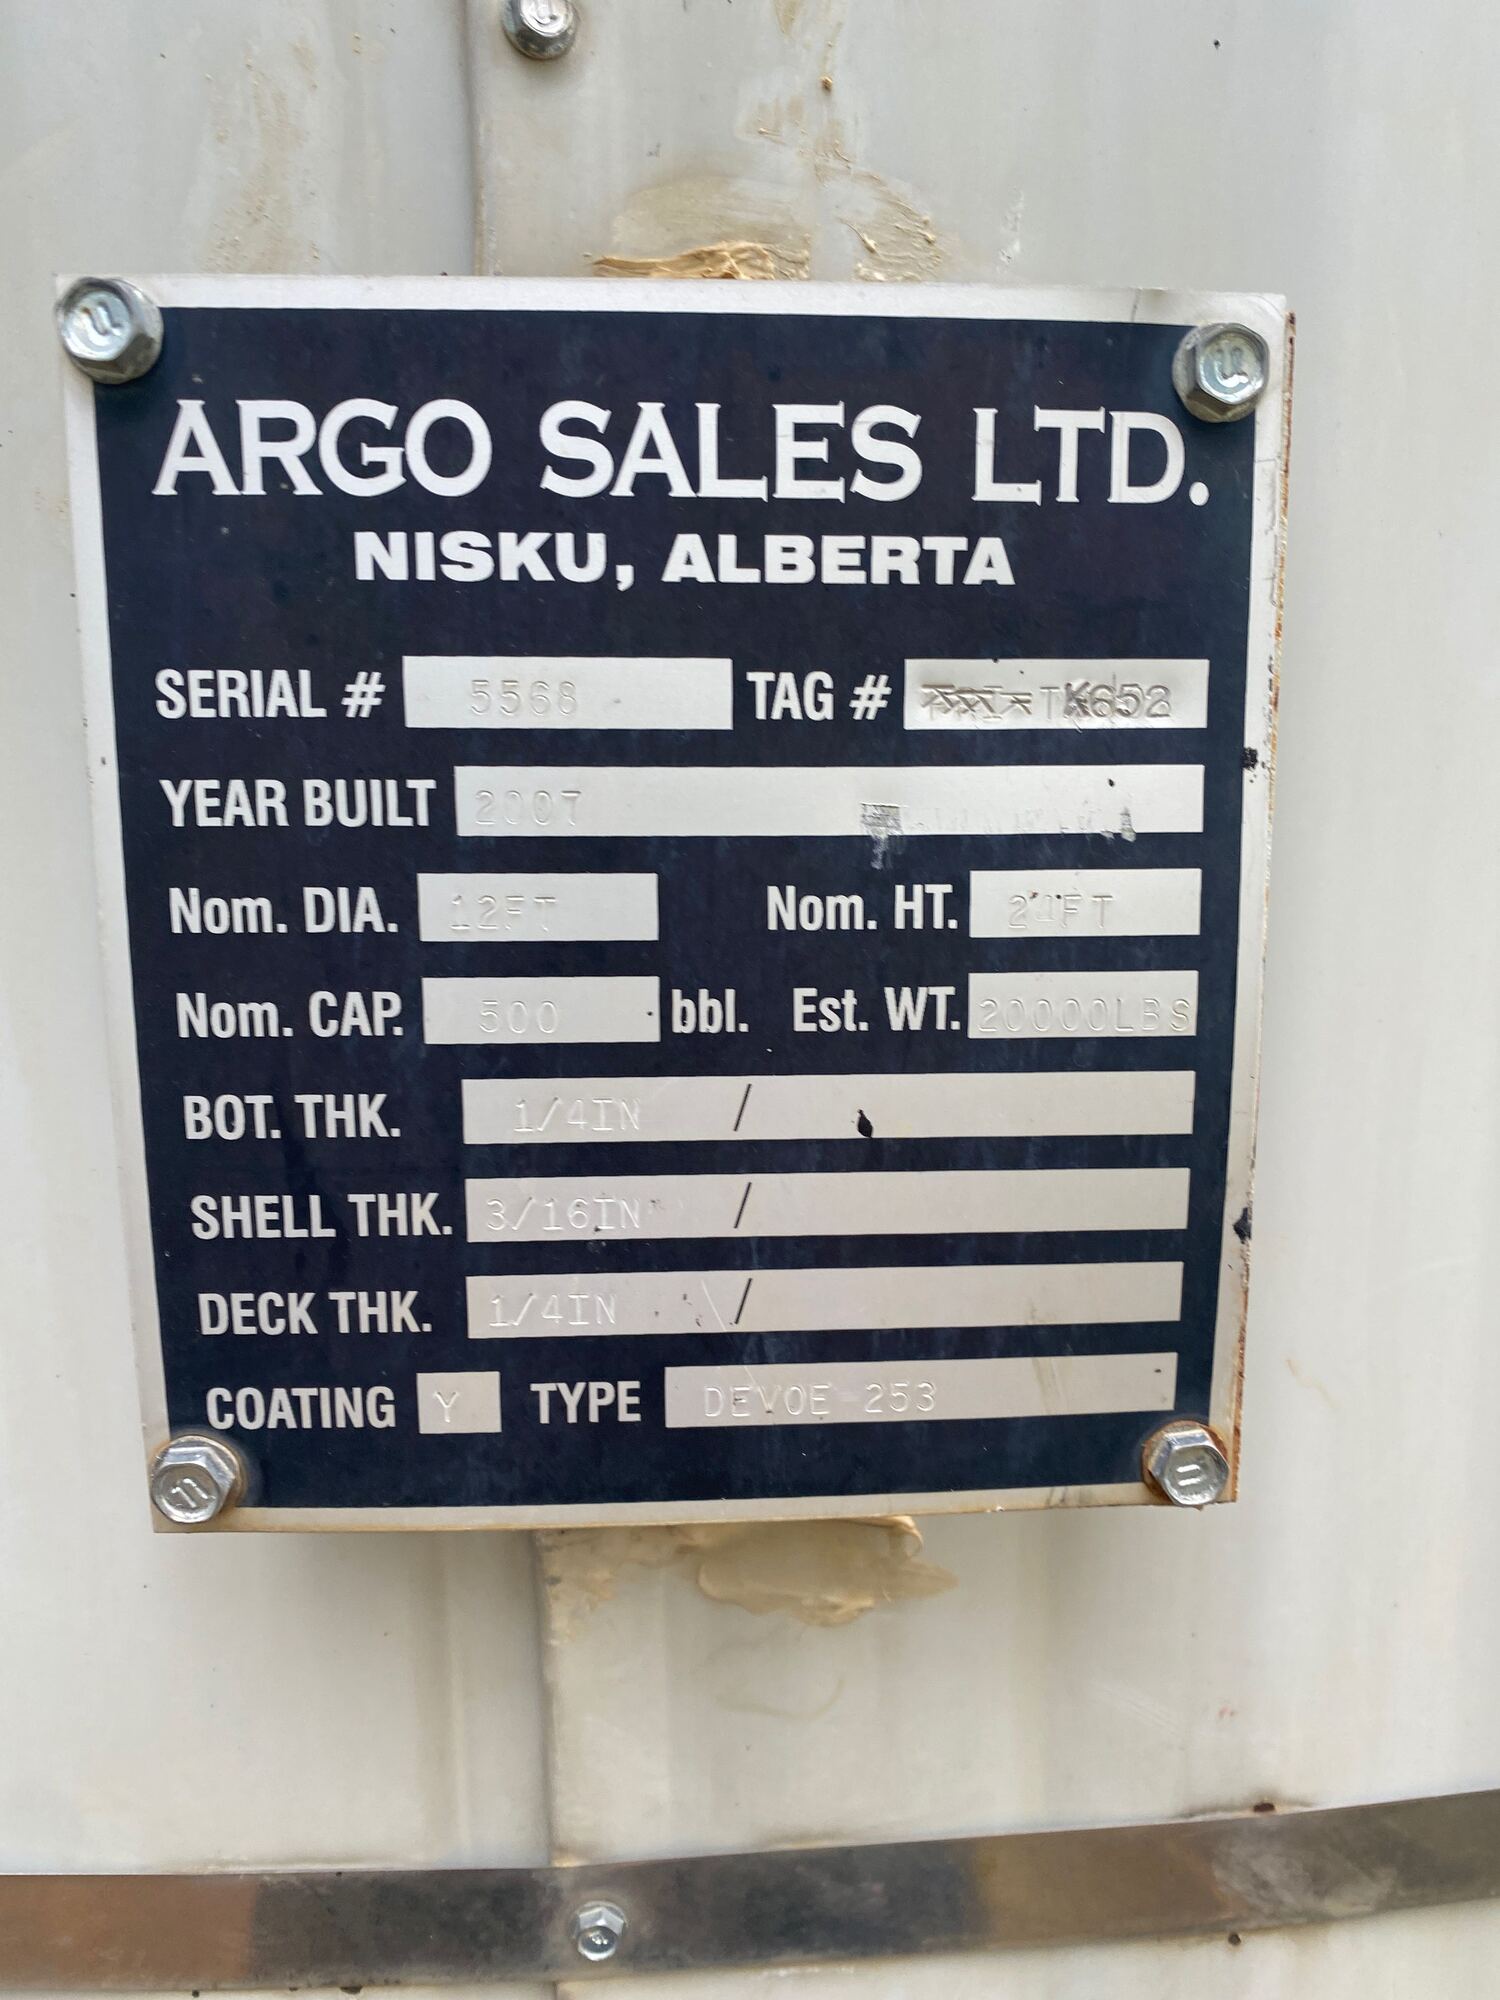 ARGO SALES LTD.
NISKU, ALBERTA
SERIAL # 5568 TAG # TK652
YEAR BUILT 2007
Nom. DIA. 12FT Nom. HT. 24FT
Nom. CAP. 500 bbl. Est. WT. 20000LBS
BOT. THK. 1/4IN /
SHELL THK. 3/16IN /
DECK THK. 1/4IN /
COATING Y TYPE DEVOE 253